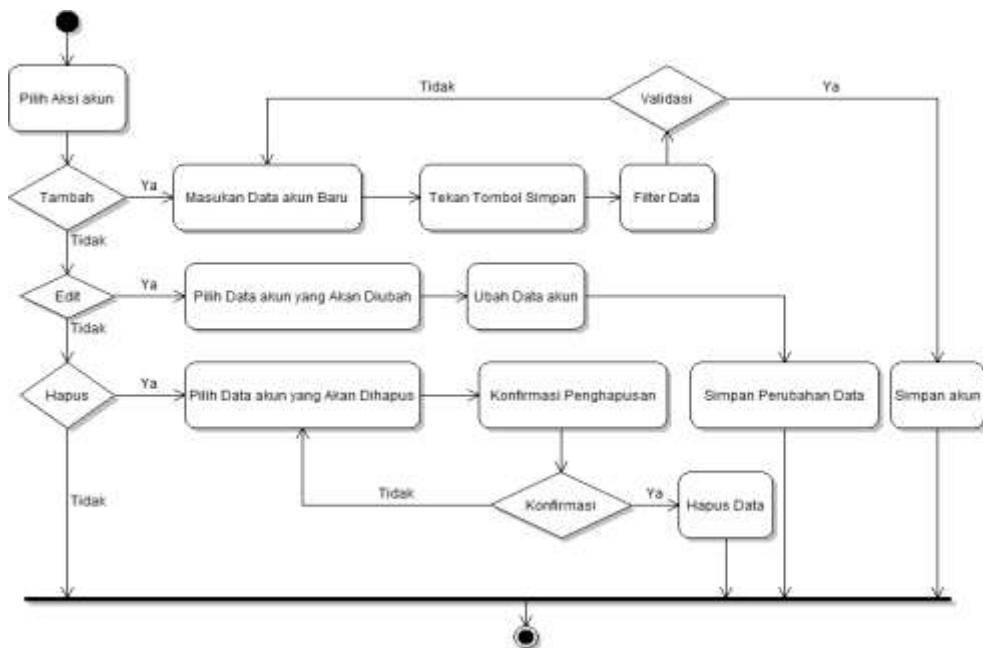 Pilih Aksi akun
Tidak
Validasi
Ya
Tambah
Ya
Masukan Data akun Baru
Tekan Tombol Simpan
Filter Data
Tidak
Edit
Ya
Pilih Data akun yang Akan Diubah
Ubah Data akun
Tidak
Hapus
Ya
Pilih Data akun yang Akan Dihapus
Konfirmasi Penghapusan
Simpan Perubahan Data
Simpan akun
Tidak
Tidak
Konfirmasi
Ya
Hapus Data